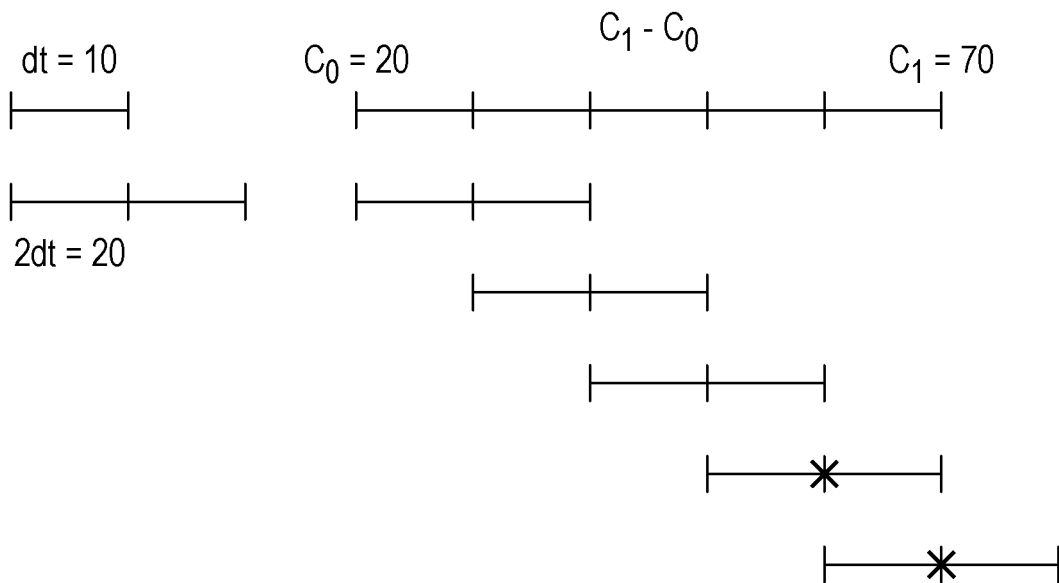 dt = 10
C₀ = 20
C₁ - C₀
C₁ = 70
2dt = 20